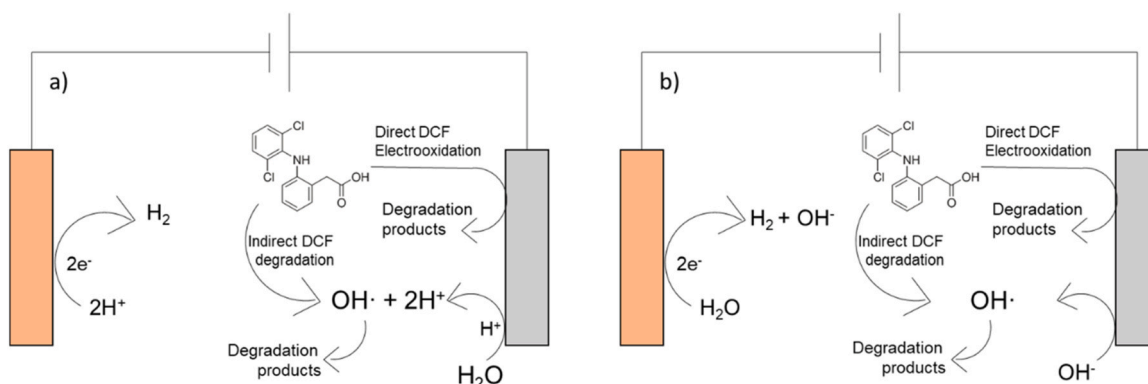 a)
Cl
NH
Cl
OH
O
Direct DCF
Electrooxidation
Degradation
products
H₂
Indirect DCF
degradation
2e⁻
2H⁺
OH· + 2H⁺
H⁺
Degradation
products
H₂O
b)
Cl
NH
Cl
OH
O
Direct DCF
Electrooxidation
Degradation
products
H₂ + OH⁻
Indirect DCF
degradation
2e⁻
H₂O
OH·
Degradation
products
OH⁻